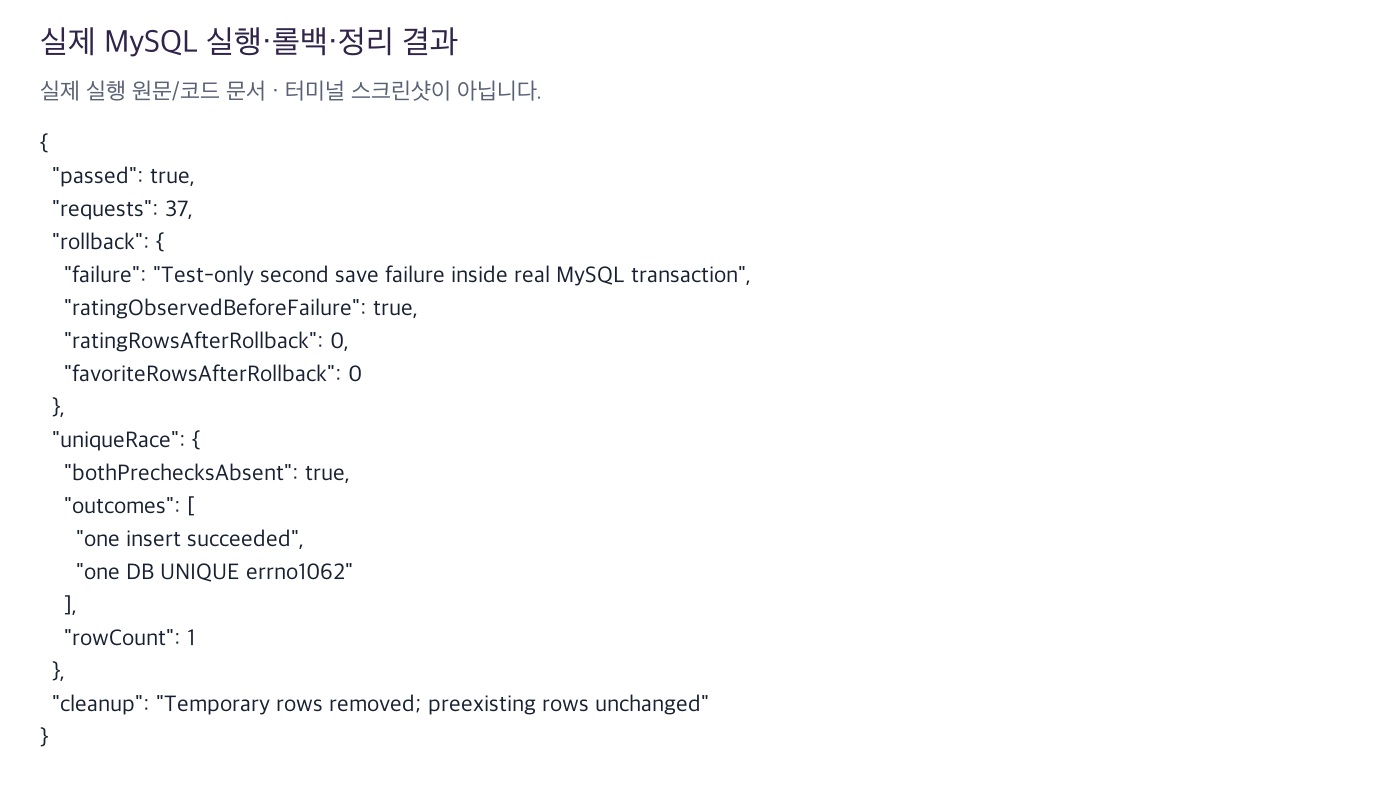 실제 MySQL 실행·롤백·정리 결과
실제 실행 원문/코드 문서 · 터미널 스크린샷이 아닙니다.
{
  "passed": true,
  "requests": 37,
  "rollback": {
    "failure": "Test-only second save failure inside real MySQL transaction",
    "ratingObservedBeforeFailure": true,
    "ratingRowsAfterRollback": 0,
    "favoriteRowsAfterRollback": 0
  },
  "uniqueRace": {
    "bothPrechecksAbsent": true,
    "outcomes": [
      "one insert succeeded",
      "one DB UNIQUE errno1062"
    ],
    "rowCount": 1
  },
  "cleanup": "Temporary rows removed; preexisting rows unchanged"
}